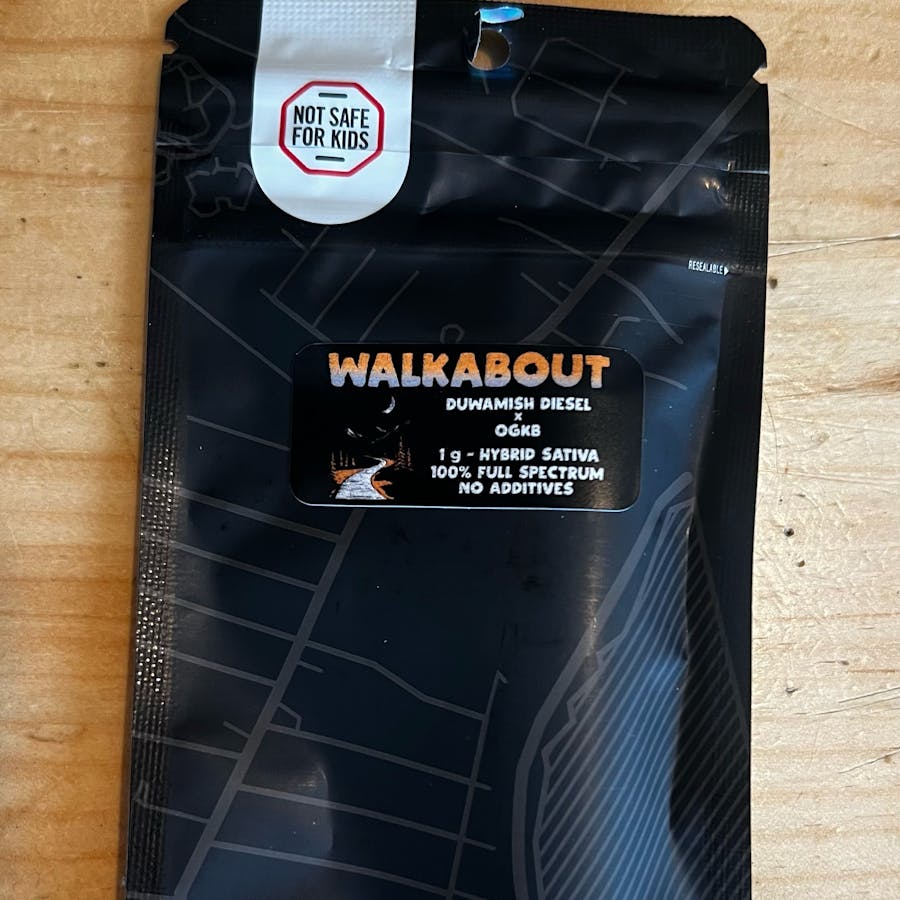 NOT SAFE
FOR KIDS
RESEALABLE
WALKABOUT
DUWAMISH DIESEL
x
OGKB
1 g - HYBRID SATIVA
100% FULL SPECTRUM
NO ADDITIVES